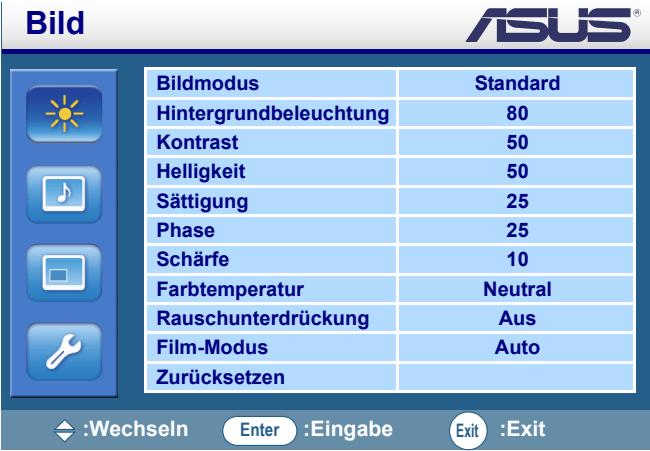 Bild
ASUS®
Bildmodus Standard
Hintergrundbeleuchtung 80
Kontrast 50
Helligkeit 50
Sättigung 25
Phase 25
Schärfe 10
Farbtemperatur Neutral
Rauschunterdrückung Aus
Film-Modus Auto
Zurücksetzen
:Wechseln Enter :Eingabe Exit :Exit